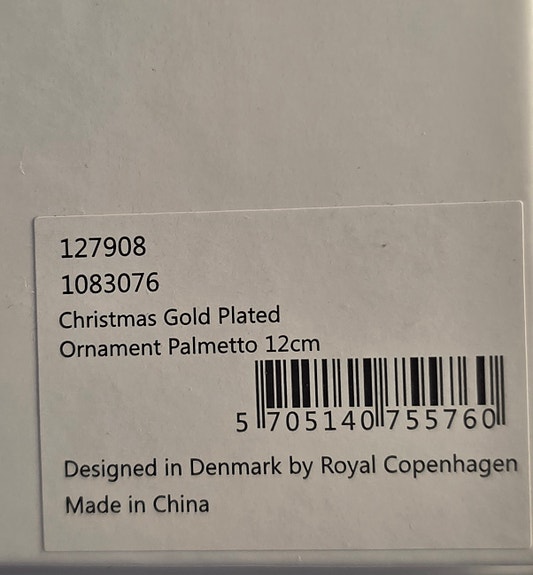 127908
1083076
Christmas Gold Plated
Ornament Palmetto 12cm
5 705140 755760
Designed in Denmark by Royal Copenhagen
Made in China